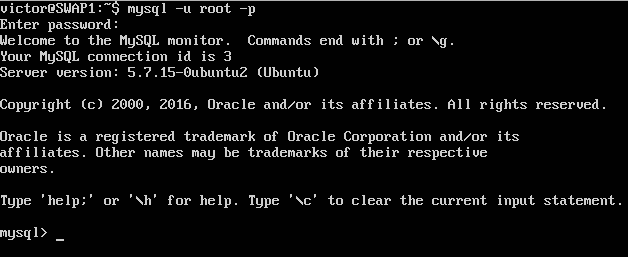 victor@SWAP1:~$ mysql -u root -p
Enter password:
Welcome to the MySQL monitor.  Commands end with ; or \g.
Your MySQL connection id is 3
Server version: 5.7.15-0ubuntu2 (Ubuntu)
Copyright (c) 2000, 2016, Oracle and/or its affiliates. All rights reserved.
Oracle is a registered trademark of Oracle Corporation and/or its
affiliates. Other names may be trademarks of their respective
owners.
Type 'help;' or '\h' for help. Type '\c' to clear the current input statement.
mysql> _